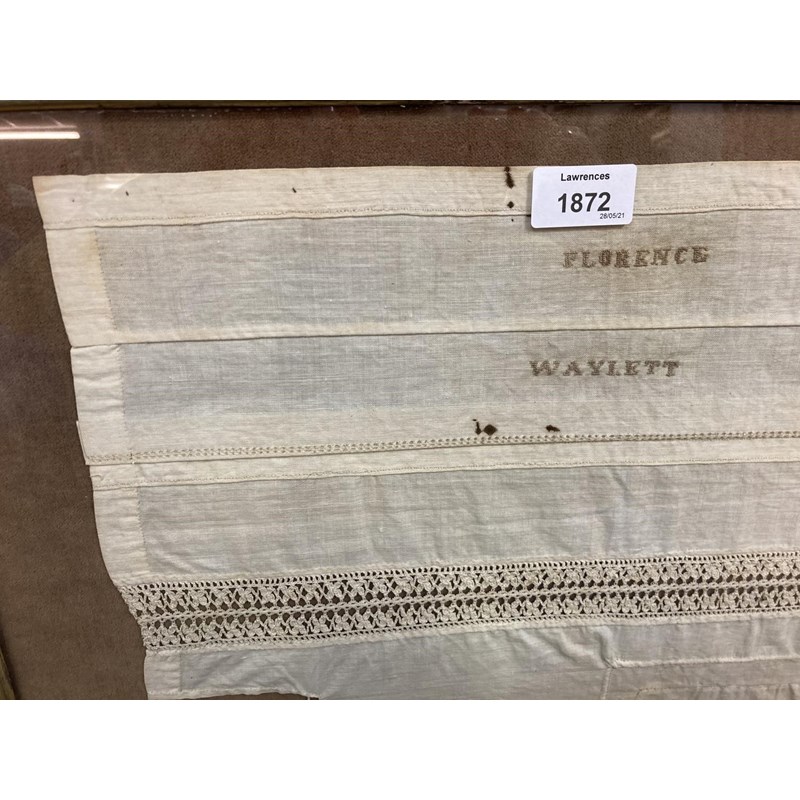 Lawrences
1872
28/05/21
FLORENCE
WAYLETT